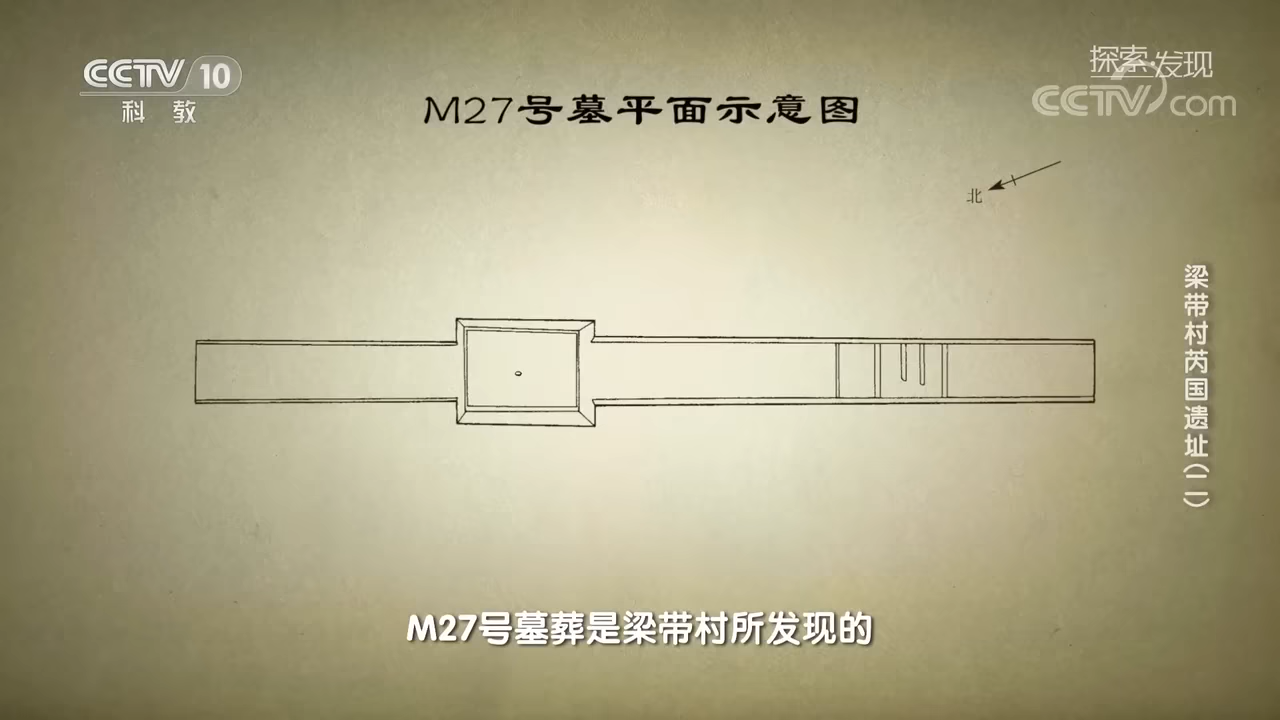 CCTV 10
科教
探索·发现
CCTV.com
M27号墓平面示意图
北
梁带村芮国遗址(二)
M27号墓葬是梁带村所发现的